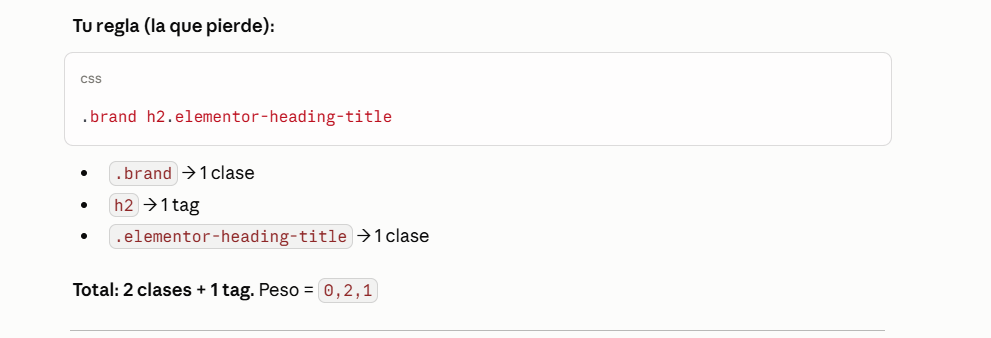 Tu regla (la que pierde):
css
.brand h2.elementor-heading-title
• .brand → 1 clase
• h2 → 1 tag
• .elementor-heading-title → 1 clase
Total: 2 clases + 1 tag. Peso = 0,2,1